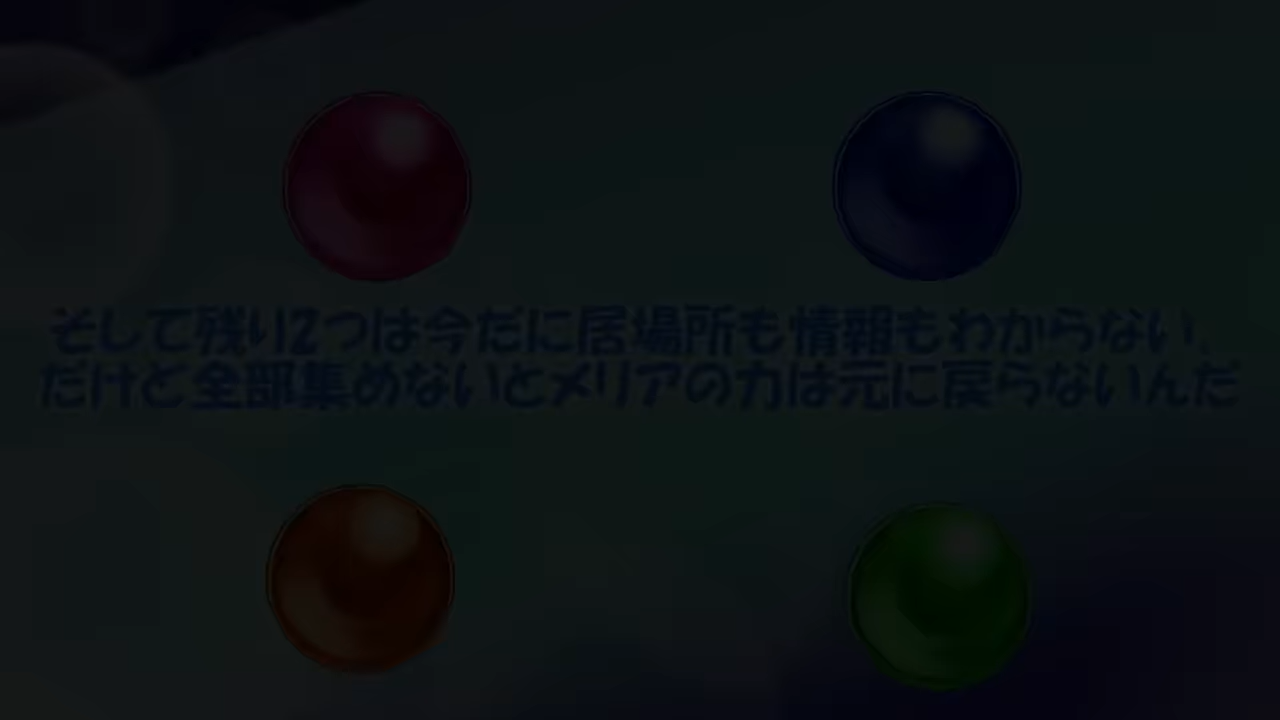 そして残り2つは今だに居場所も情報もわからない、
だけど全部集めないとメリアの力は元に戻らないんだ